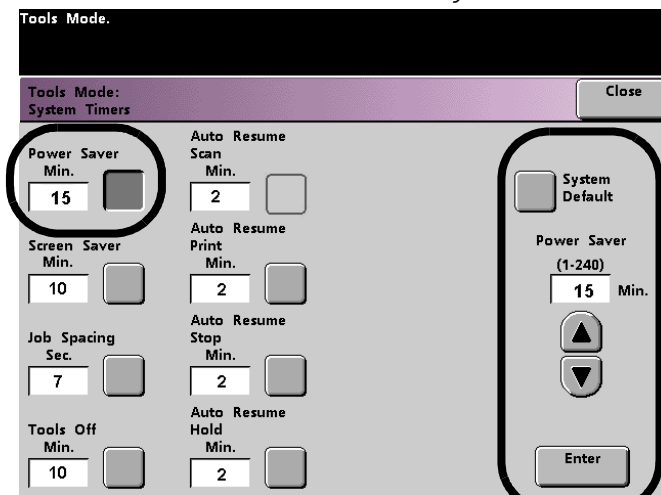 Tools Mode.
Tools Mode:
System Timers
Close
Power Saver
Min.
15
Screen Saver
Min.
10
Job Spacing
Sec.
7
Tools Off
Min.
10
Auto Resume
Scan
Min.
2
Auto Resume
Print
Min.
2
Auto Resume
Stop
Min.
2
Auto Resume
Hold
Min.
2
System
Default
Power Saver
(1-240)
15 Min.
Enter